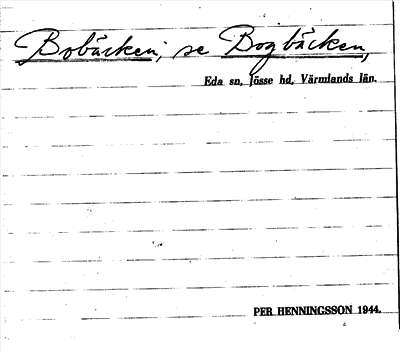 Bobäcken, se Bogbäcken,
Eda sn, Jösse hd, Värmlands län.
PER HENNINGSSON 1944.